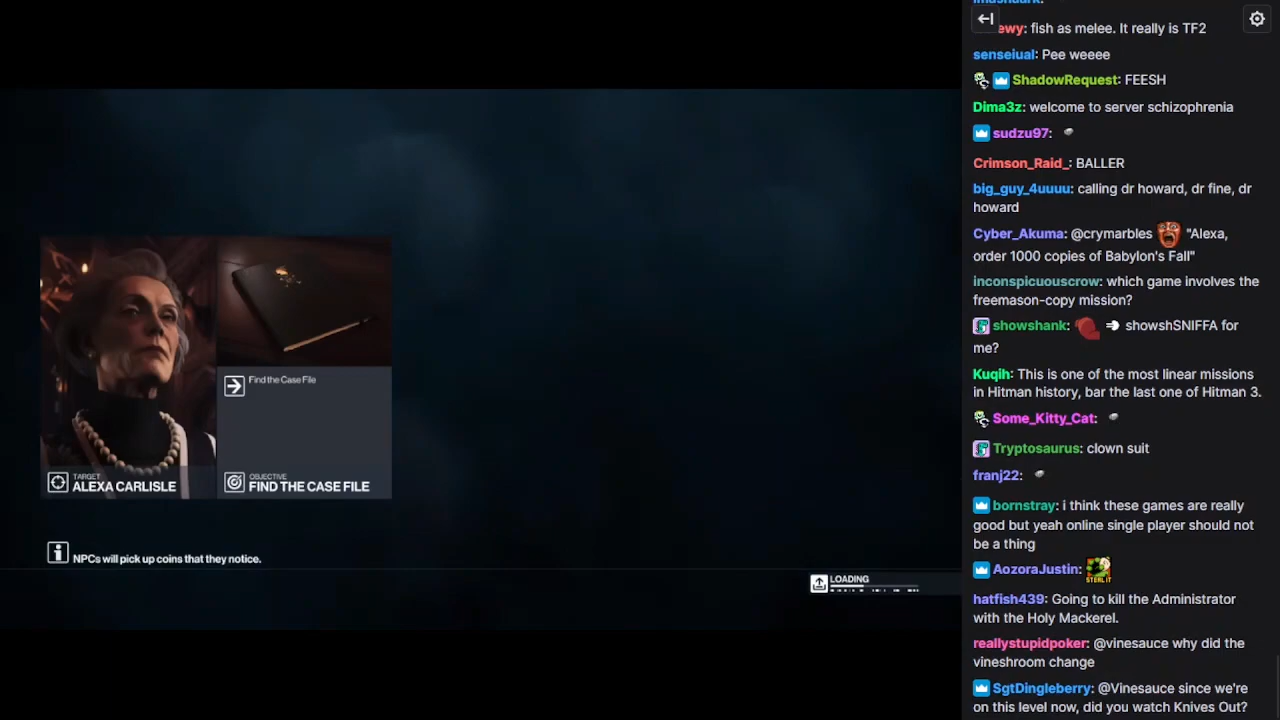 Find the Case File
TARGET
ALEXA CARLISLE
OBJECTIVE
FIND THE CASE FILE
NPCs will pick up coins that they notice.
LOADING
ewy: fish as melee. It really is TF2
senseiual: Pee weeee
ShadowRequest: FEESH
Dima3z: welcome to server schizophrenia
sudzu97:
Crimson_Raid_: BALLER
big_guy_4uuuu: calling dr howard, dr fine, dr
howard
Cyber_Akuma: @crymarbles "Alexa,
order 1000 copies of Babylon's Fall"
inconspicuouscrow: which game involves the
freemason-copy mission?
showshank: showshSNIFFA for
me?
Kuqih: This is one of the most linear missions
in Hitman history, bar the last one of Hitman 3.
Some_Kitty_Cat:
Tryptosaurus: clown suit
franj22:
bornstray: i think these games are really
good but yeah online single player should not
be a thing
AozoraJustin: STEAL IT
hatfish439: Going to kill the Administrator
with the Holy Mackerel.
reallystupidpoker: @vinesauce why did the
vineshroom change
SgtDingleberry: @Vinesauce since we're
on this level now, did you watch Knives Out?